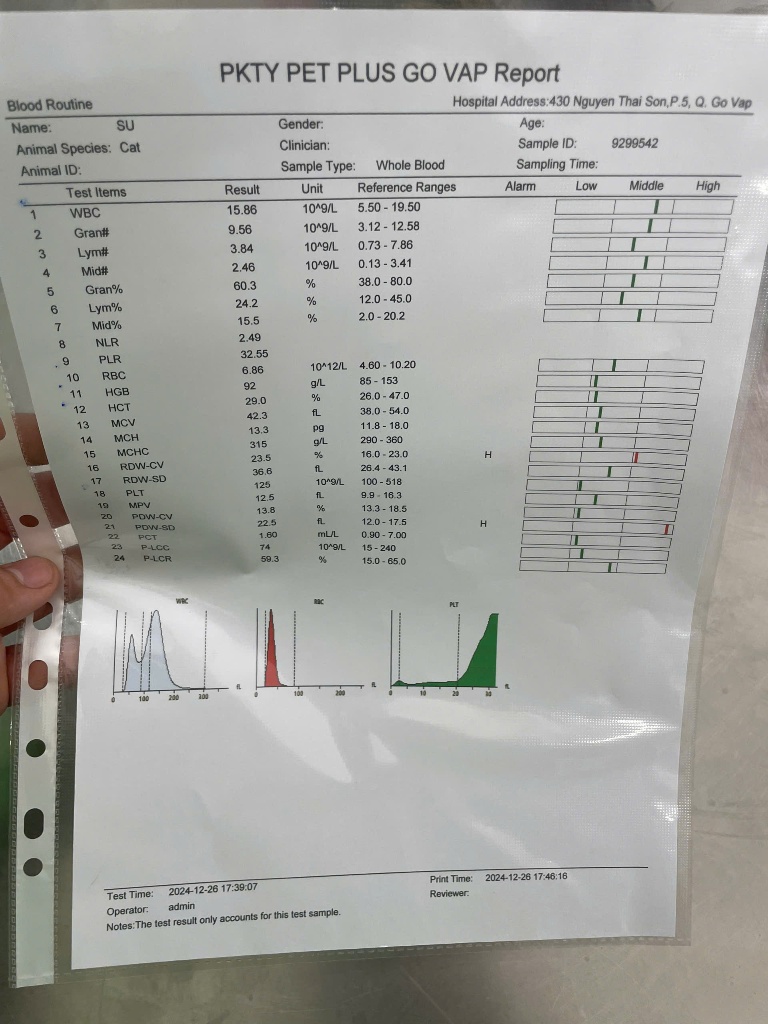 PKTY PET PLUS GO VAP Report
Blood Routine Hospital Address:430 Nguyen Thai Son,P.5, Q. Go Vap
Name: SU Gender: Age:
Animal Species: Cat Clinician: Sample ID: 9299542
Animal ID: Sample Type: Whole Blood Sampling Time:
Test Items Result Unit Reference Ranges Alarm Low Middle High
1 WBC 15.86 10^9/L 5.50 - 19.50
2 Gran# 9.56 10^9/L 3.12 - 12.58
3 Lym# 3.84 10^9/L 0.73 - 7.86
4 Mid# 2.46 10^9/L 0.13 - 3.41
5 Gran% 60.3 % 38.0 - 80.0
6 Lym% 24.2 % 12.0 - 45.0
7 Mid% 15.5 % 2.0 - 20.2
8 NLR 2.49
9 PLR 32.55
10 RBC 6.86 10^12/L 4.60 - 10.20
11 HGB 92 g/L 85 - 153
12 HCT 29.0 % 26.0 - 47.0
13 MCV 42.3 fL 38.0 - 54.0
14 MCH 13.3 pg 11.8 - 18.0
15 MCHC 315 g/L 290 - 360
16 RDW-CV 23.5 % 16.0 - 23.0 H
17 RDW-SD 36.6 fL 26.4 - 43.1
18 PLT 125 10^9/L 100 - 518
19 MPV 12.5 fL 9.9 - 16.3
20 PDW-CV 13.8 % 13.3 - 18.5
21 PDW-SD 22.5 fL 12.0 - 17.5 H
22 PCT 1.60 mL/L 0.90 - 7.00
23 P-LCC 74 10^9/L 15 - 240
24 P-LCR 59.3 % 15.0 - 65.0
WBC RBC PLT
0 100 200 300 fL 0 100 200 fL 0 10 20 30 fL
Test Time: 2024-12-26 17:39:07 Print Time: 2024-12-26 17:46:16
Operator: admin Reviewer:
Notes:The test result only accounts for this test sample.